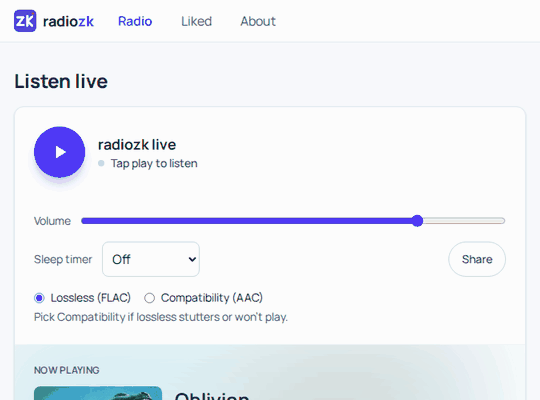 zk radiozk Radio Liked About
Listen live
radiozk live
Tap play to listen
Volume
Sleep timer Off Share
Lossless (FLAC) Compatibility (AAC)
Pick Compatibility if lossless stutters or won't play.
NOW PLAYING
Oblivion